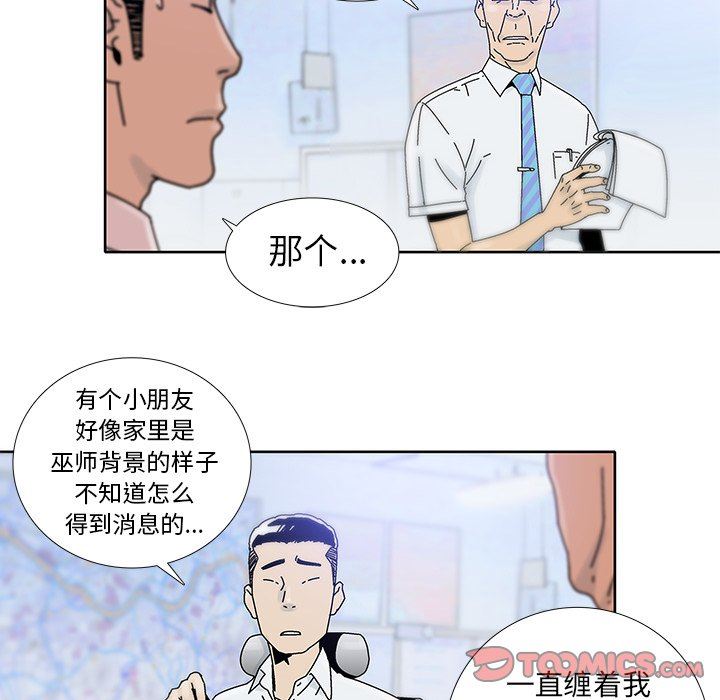 那个...
有个小朋友
好像家里是
巫师背景的样子
不知道怎么
得到消息的...
一直缠着我
TOOMICS
TOOMICS.COM